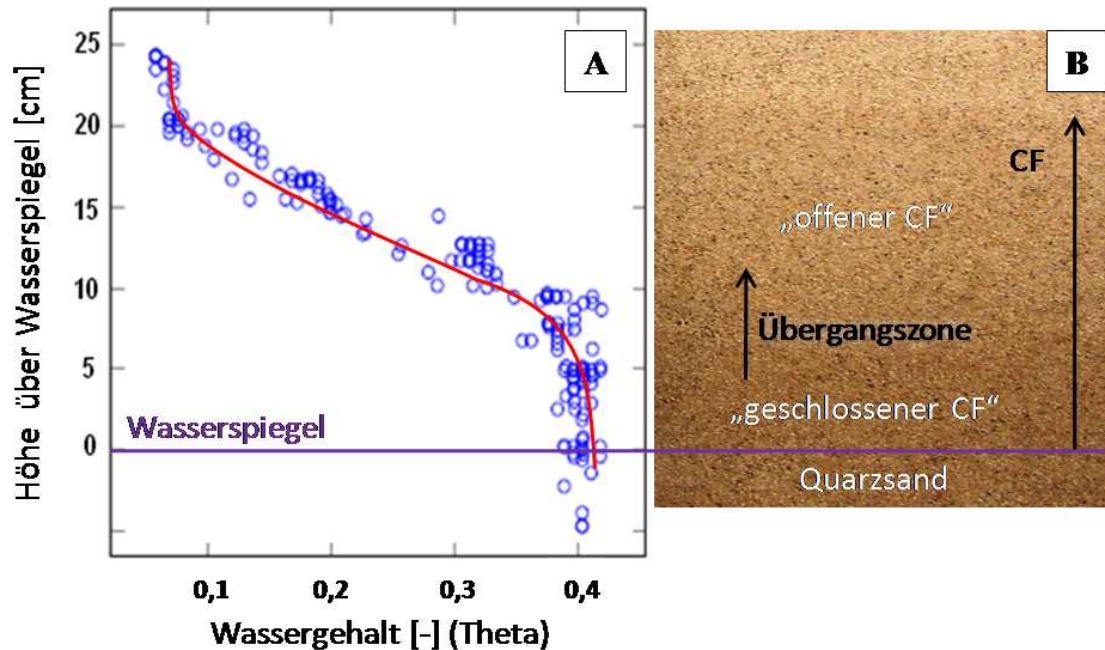 Höhe über Wasserspiegel [cm]
25
20
15
10
5
0
Wasserspiegel
A
0,1
0,2
0,3
0,4
Wassergehalt [-] (Theta)
B
CF
„offener CF“
Übergangszone
„geschlossener CF“
Quarzsand